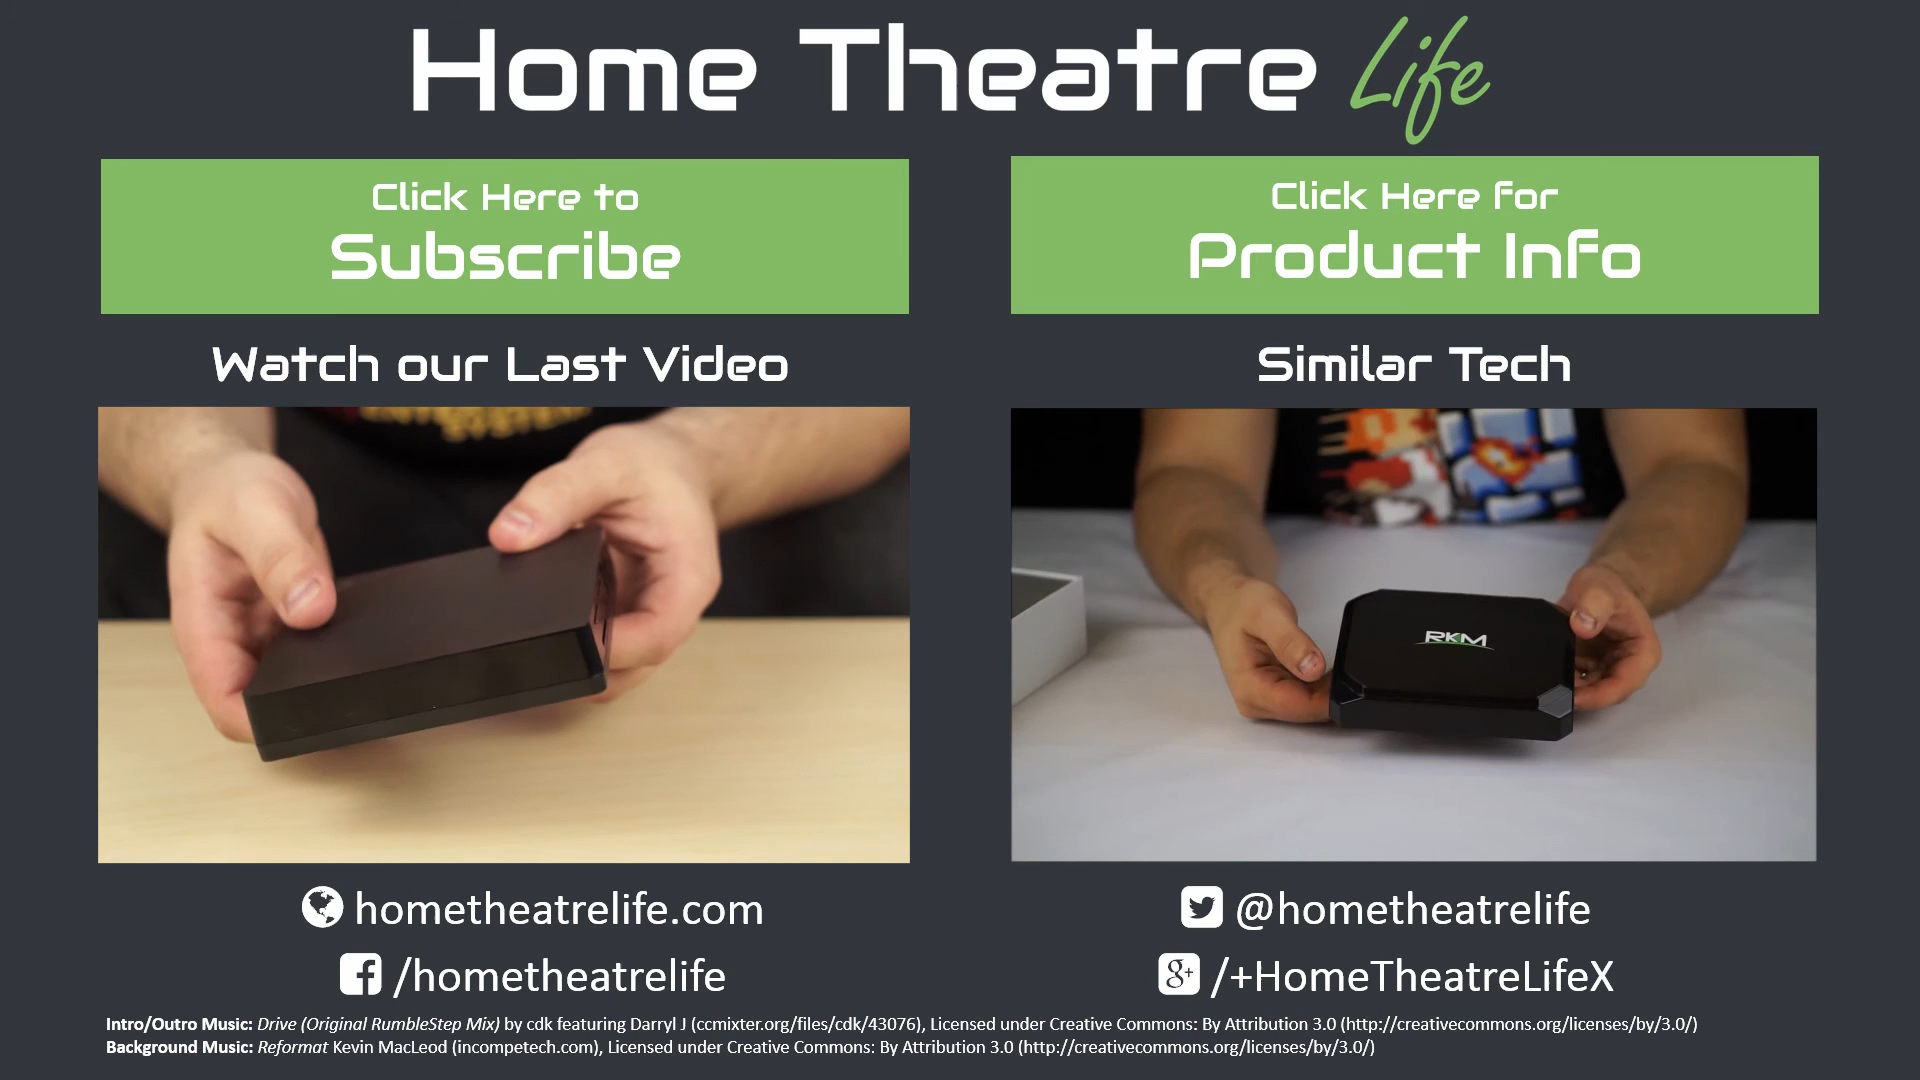 Home Theatre Life
Click Here to
Subscribe
Click Here for
Product Info
Watch our Last Video
Similar Tech
RKM
hometheatrelife.com
@hometheatrelife
/hometheatrelife
/+HomeTheatreLifeX
Intro/Outro Music: Drive (Original RumbleStep Mix) by cdk featuring Darryl J (ccmixter.org/files/cdk/43076), Licensed under Creative Commons: By Attribution 3.0 (http://creativecommons.org/licenses/by/3.0/)
Background Music: Reformat Kevin MacLeod (incompetech.com), Licensed under Creative Commons: By Attribution 3.0 (http://creativecommons.org/licenses/by/3.0/)